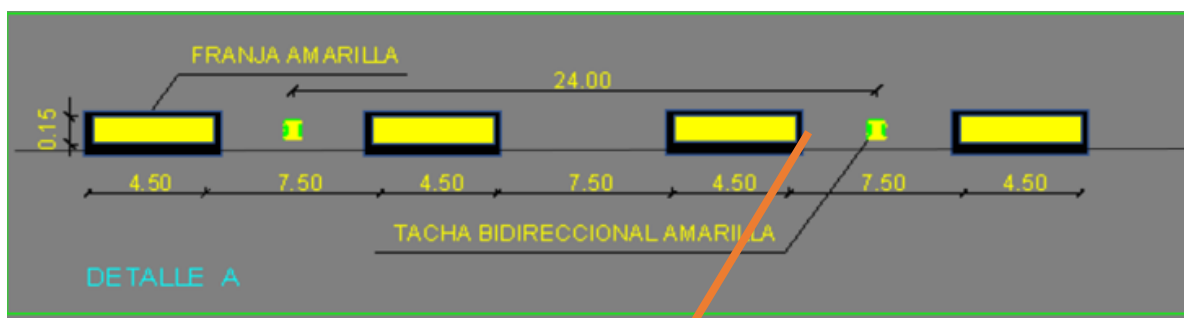 FRANJA AMARILLA
24.00
0.15
4.50 7.50 4.50 7.50 4.50 7.50 4.50
TACHA BIDIRECCIONAL AMARILLA
DETALLE A